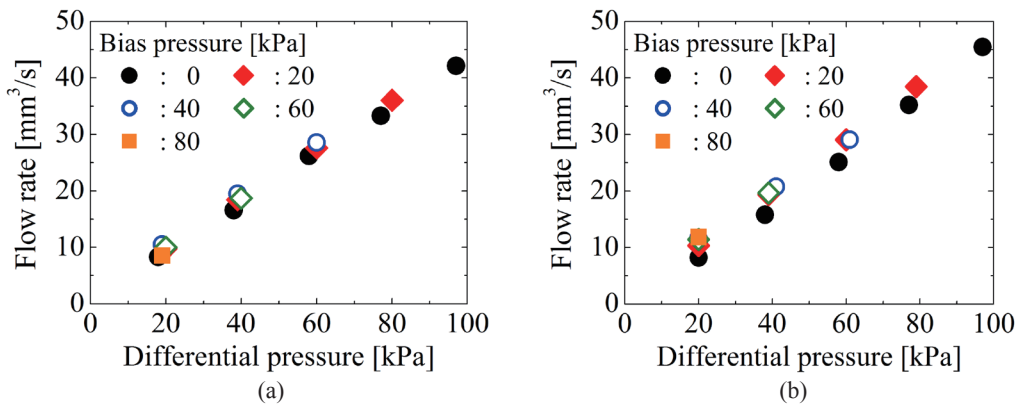 50
40
30
20
10
0
Flow rate [mm³/s]
Bias pressure [kPa]
: 0 : 20
: 40 : 60
: 80
0 20 40 60 80 100
Differential pressure [kPa]
(a)
50
40
30
20
10
0
Flow rate [mm³/s]
Bias pressure [kPa]
: 0 : 20
: 40 : 60
: 80
0 20 40 60 80 100
Differential pressure [kPa]
(b)